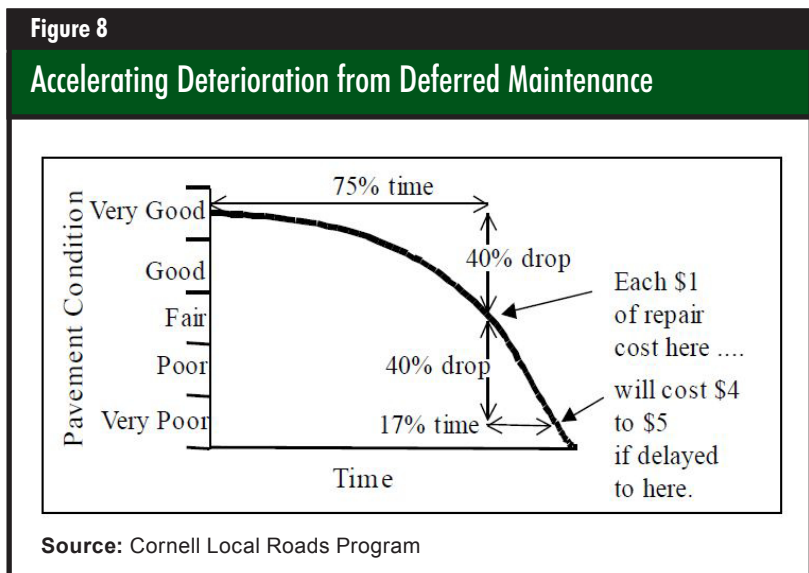 Figure 8
Accelerating Deterioration from Deferred Maintenance
Pavement Condition
Very Good
Good
Fair
Poor
Very Poor
75% time
40% drop
40% drop
17% time
Time
Each $1
of repair
cost here ....
will cost $4
to $5
if delayed
to here.
Source: Cornell Local Roads Program